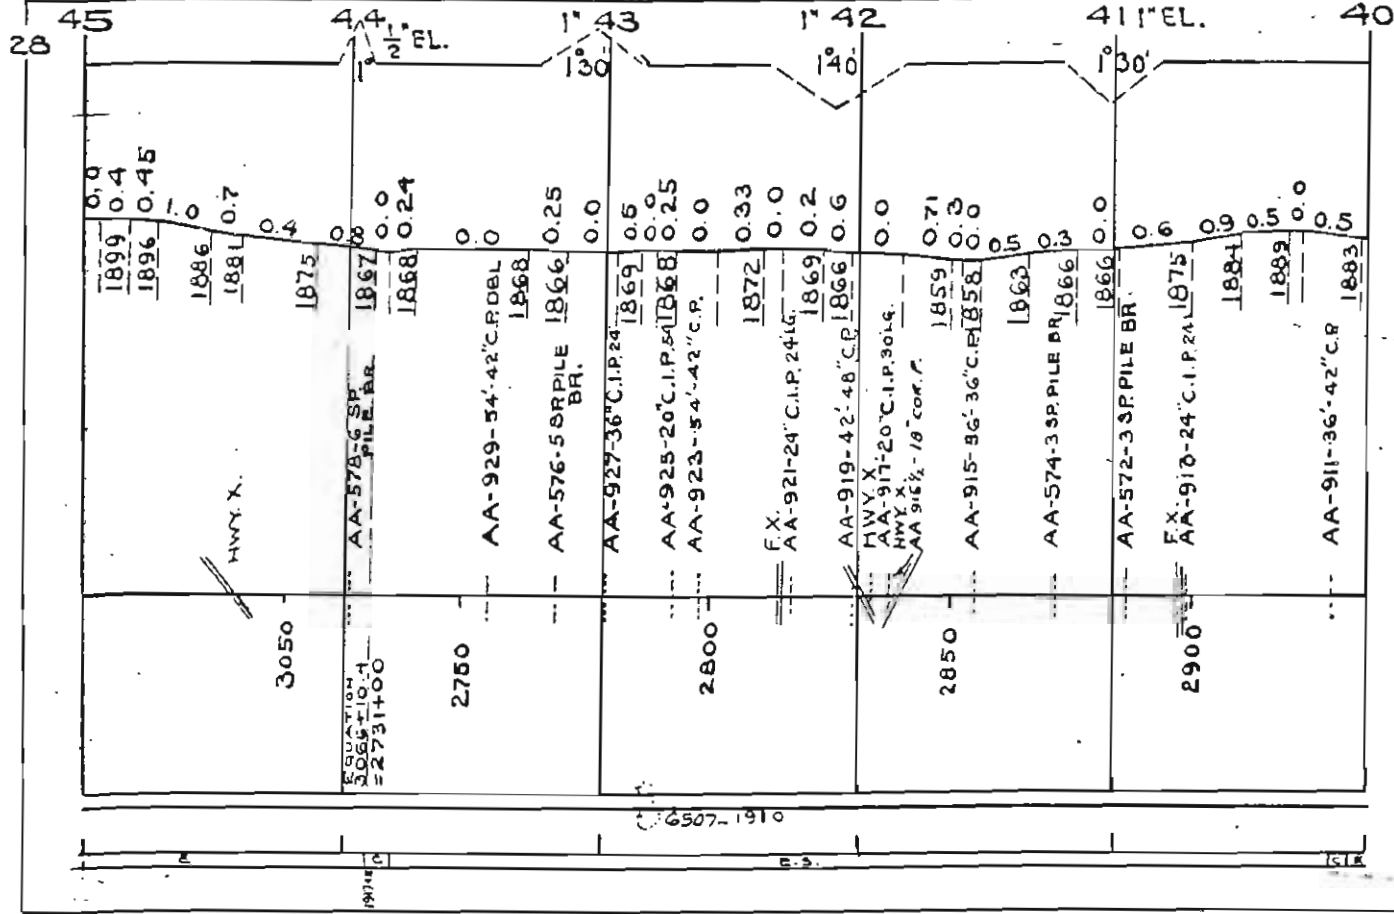 45
44
1" 43
1" 42
41 1" EL.
40
28
1/2" EL.
1°
1°30'
1°40'
1°30'
0.0
0.4
0.45
1.0
0.7
0.4
0.8
0.0
0.24
0.0
0.25
0.0
0.5
0.0
0.25
0.0
0.33
0.0
0.2
0.6
0.0
0.71
0.3
0.0
0.5
0.3
0.0
0.6
0.9
0.5
0.0
0.5
1899
1896
1886
1881
1875
1867
1868
1868
1866
1869
1868
1872
1869
1866
1859
1858
1863
1866
1866
1875
1884
1889
1883
HWY. X.
AA-578-6 SP.
PILE BR.
AA-929-54'-42" C.P. DBL
AA-576-5 SP. PILE
BR.
AA-927-36" C.I.P. 24'
AA-925-20" C.I.P. 54'
AA-923-54'-42" C.P.
F.X.
AA-921-24" C.I.P. 24' LG.
AA-919-42'-48" C.P.
HWY. X
AA-917-20" C.I.P. 30' LG.
HWY. X.
AA 916½-18" COR. P.
AA-915-36'-36" C.P.
AA-574-3 SP. PILE BR.
AA-572-3 SP. PILE BR
F.X.
AA-913-24" C.I.P. 24'
AA-911-36'-42" C.P.
3050
2750
2800
2850
2900
EQUATION
3066+10.4
=2731+00
6507-1910
E
C
E.S.
C